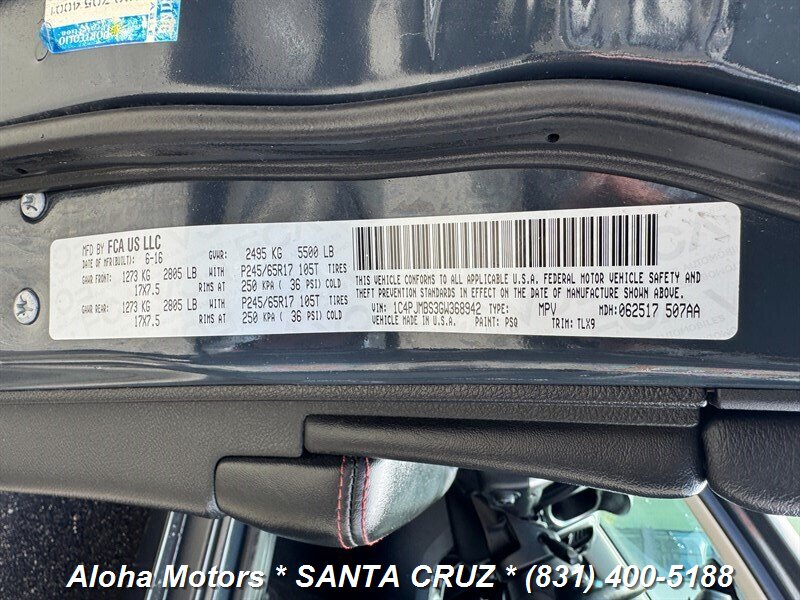 705 4001
PORTFOLIO
MFD BY FCA US LLC
DATE OF MFR(BUILT): 6-16 GVWR: 2495 KG 5500 LB
GAWR FRONT: 1273 KG 2805 LB WITH P245/65R17 105T TIRES
17X7.5 RIMS AT 250 KPA ( 36 PSI) COLD
GAWR REAR: 1273 KG 2805 LB WITH P245/65R17 105T TIRES
17X7.5 RIMS AT 250 KPA ( 36 PSI) COLD
THIS VEHICLE CONFORMS TO ALL APPLICABLE U.S.A. FEDERAL MOTOR VEHICLE SAFETY AND
THEFT PREVENTION STANDARDS IN EFFECT ON THE DATE OF MANUFACTURE SHOWN ABOVE.
VIN: 1C4PJMBS3GW368942 TYPE: MPV MDH: 062517 507AA
VEHICLE MADE IN U.S.A. PAINT: PSQ TRIM: TLX9
Aloha Motors * SANTA CRUZ * (831) 400-5188